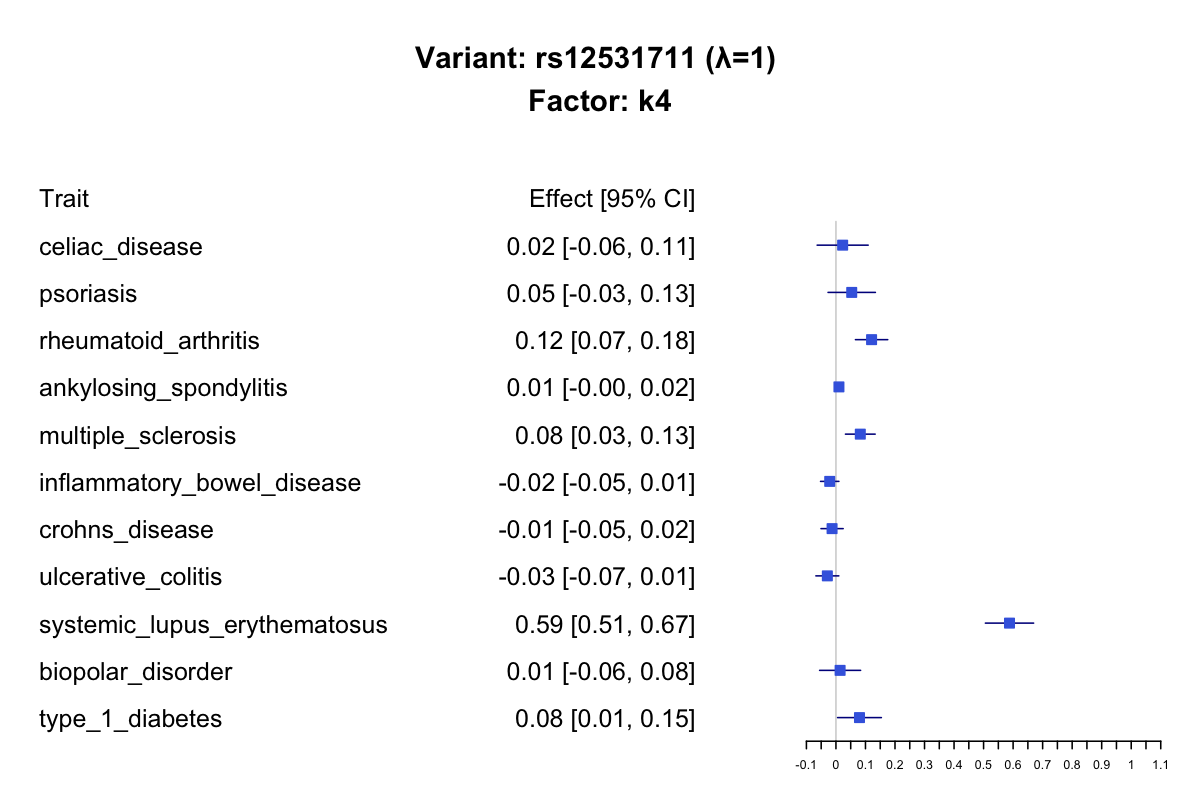 Variant: rs12531711 (λ=1)
Factor: k4
Trait Effect [95% CI]
celiac_disease 0.02 [-0.06, 0.11]
psoriasis 0.05 [-0.03, 0.13]
rheumatoid_arthritis 0.12 [0.07, 0.18]
ankylosing_spondylitis 0.01 [-0.00, 0.02]
multiple_sclerosis 0.08 [0.03, 0.13]
inflammatory_bowel_disease -0.02 [-0.05, 0.01]
crohns_disease -0.01 [-0.05, 0.02]
ulcerative_colitis -0.03 [-0.07, 0.01]
systemic_lupus_erythematosus 0.59 [0.51, 0.67]
biopolar_disorder 0.01 [-0.06, 0.08]
type_1_diabetes 0.08 [0.01, 0.15]
-0.1 0 0.1 0.2 0.3 0.4 0.5 0.6 0.7 0.8 0.9 1 1.1